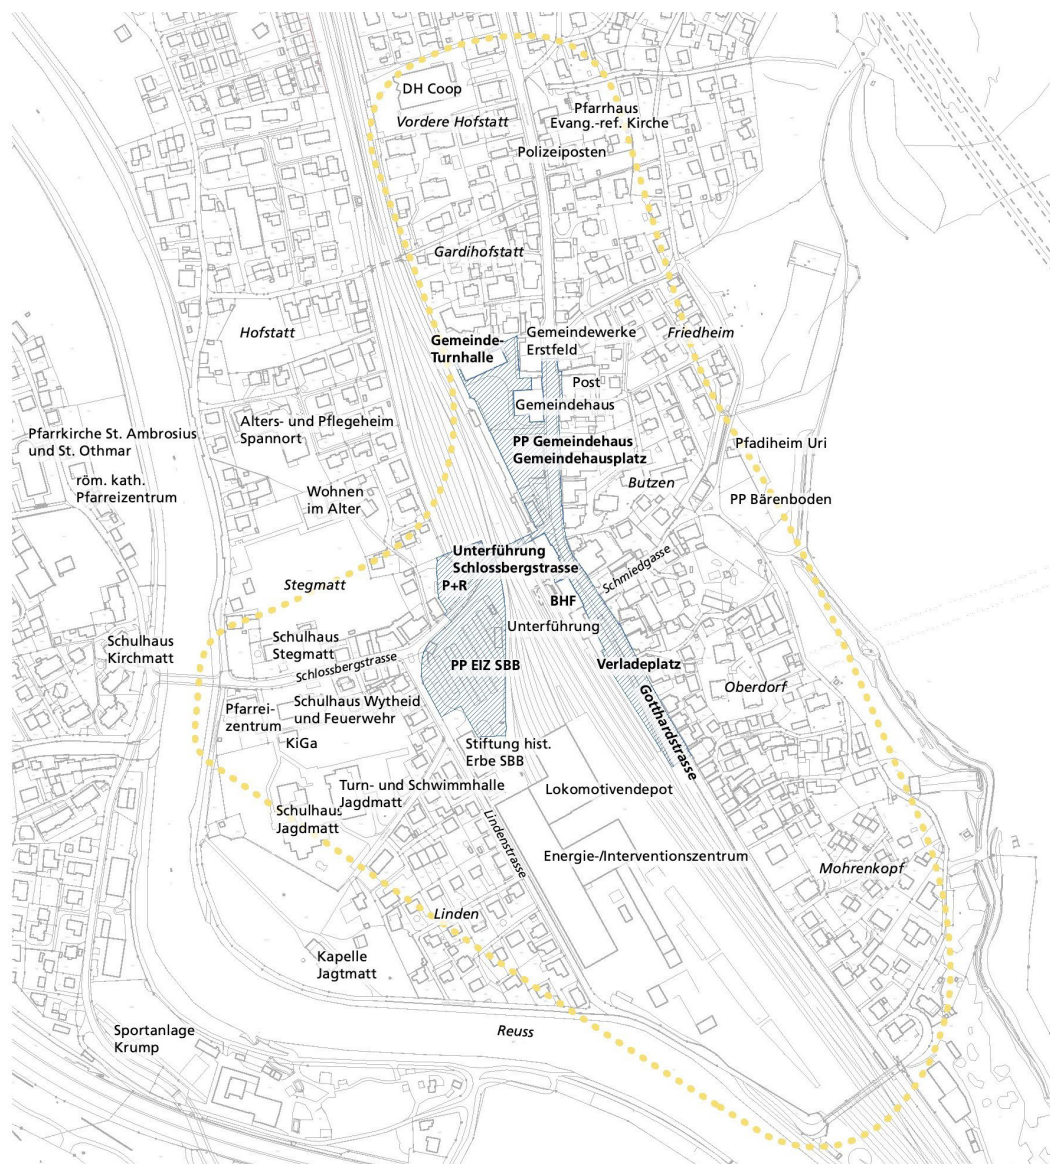 DH Coop
Vordere Hofstatt
Pfarrhaus
Evang.-ref. Kirche
Polizeiposten
Gardihofstatt
Hofstatt
Gemeinde-
Turnhalle
Gemeindewerke
Erstfeld
Friedheim
Post
Gemeindehaus
Alters- und Pflegeheim
Spannort
Pfarrkirche St. Ambrosius
und St. Othmar
röm. kath.
Pfarreizentrum
PP Gemeindehaus
Gemeindehausplatz
Pfadiheim Uri
Butzen
Wohnen
im Alter
PP Bärenboden
Unterführung
Schlossbergstrasse
P+R
Schmiedgasse
Stegmatt
BHF
Unterführung
Schulhaus
Kirchmatt
Schulhaus
Stegmatt
Schlossbergstrasse
PP EIZ SBB
Verladeplatz
Oberdorf
Gotthardstrasse
Pfarrei-
zentrum
Schulhaus Wytheid
und Feuerwehr
KiGa
Stiftung hist.
Erbe SBB
Turn- und Schwimmhalle
Jagdmatt
Lokomotivendepot
Schulhaus
Jagdmatt
Lindenstrasse
Energie-/Interventionszentrum
Mohrenkopf
Linden
Kapelle
Jagtmatt
Sportanlage
Krump
Reuss